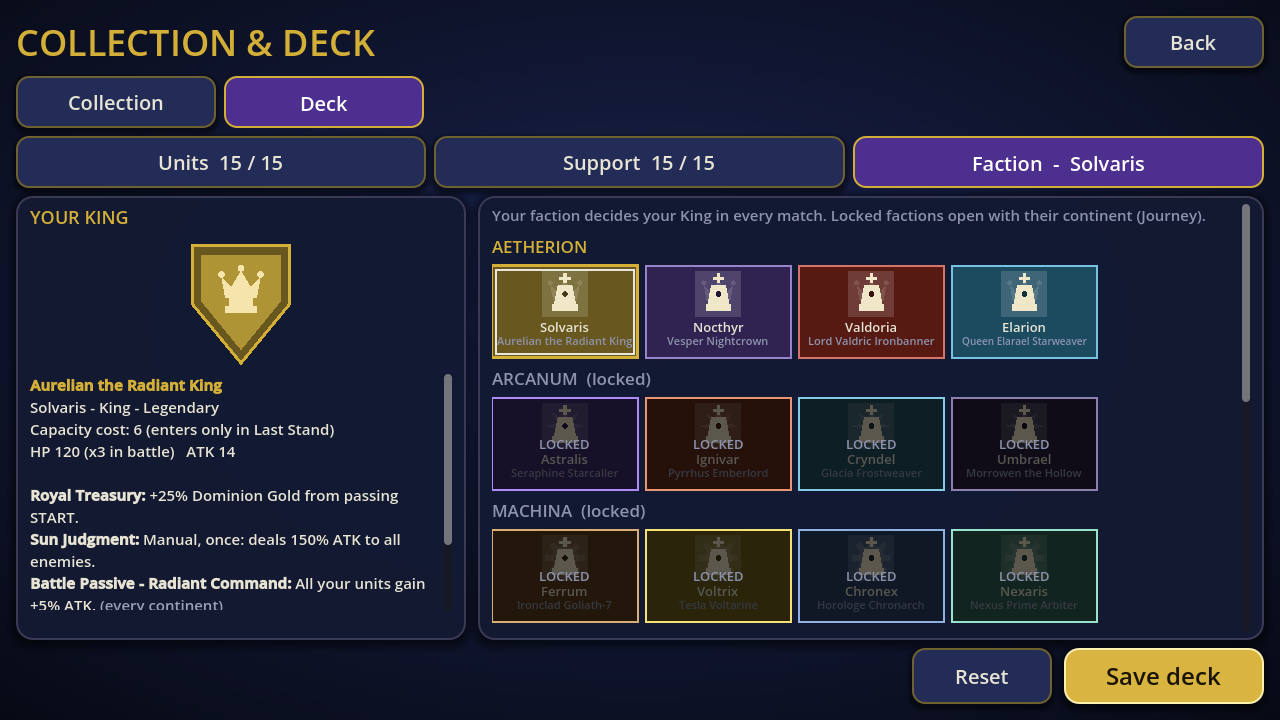 COLLECTION & DECK
Back
Collection
Deck
Units 15 / 15
Support 15 / 15
Faction - Solvaris
YOUR KING
Aurelian the Radiant King
Solvaris - King - Legendary
Capacity cost: 6 (enters only in Last Stand)
HP 120 (x3 in battle) ATK 14
Royal Treasury: +25% Dominion Gold from passing
START.
Sun Judgment: Manual, once: deals 150% ATK to all
enemies.
Battle Passive - Radiant Command: All your units gain
+5% ATK. (every continent)
Your faction decides your King in every match. Locked factions open with their continent (Journey).
AETHERION
Solvaris
Aurelian the Radiant King
Nocthyr
Vesper Nightcrown
Valdoria
Lord Valdric Ironbanner
Elarion
Queen Elarael Starweaver
ARCANUM (locked)
LOCKED
Astralis
Seraphine Starcaller
LOCKED
Ignivar
Pyrrhus Emberlord
LOCKED
Cryndel
Glacia Frostweaver
LOCKED
Umbrael
Morrowen the Hollow
MACHINA (locked)
LOCKED
Ferrum
Ironclad Goliath-7
LOCKED
Voltrix
Tesla Voltarine
LOCKED
Chronex
Horologe Chronarch
LOCKED
Nexaris
Nexus Prime Arbiter
Reset
Save deck